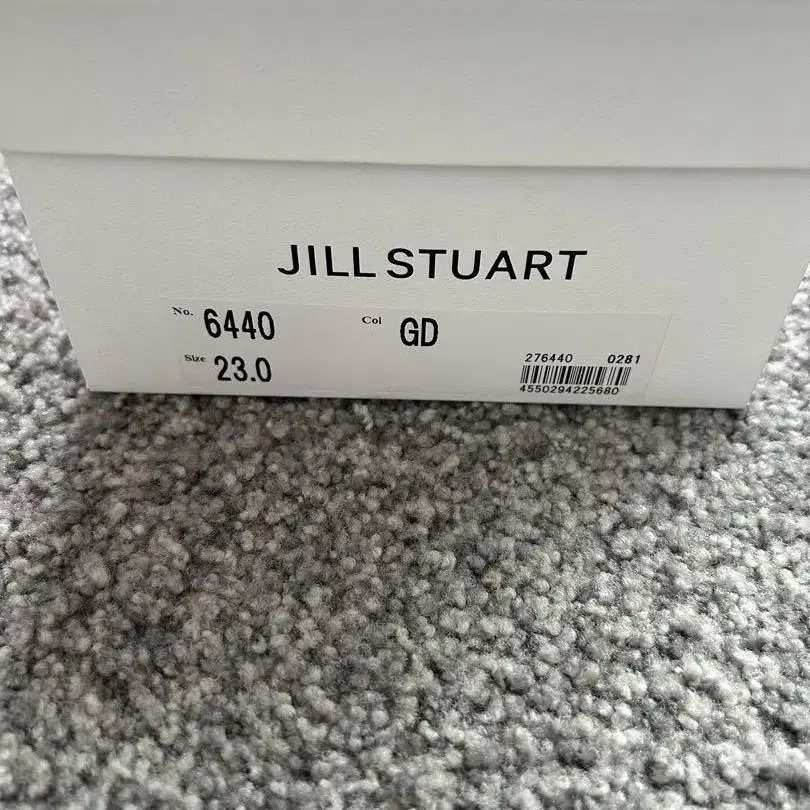 JILL STUART
No. 6440 Col GD
Size 23.0
276440 0281
4550294225680